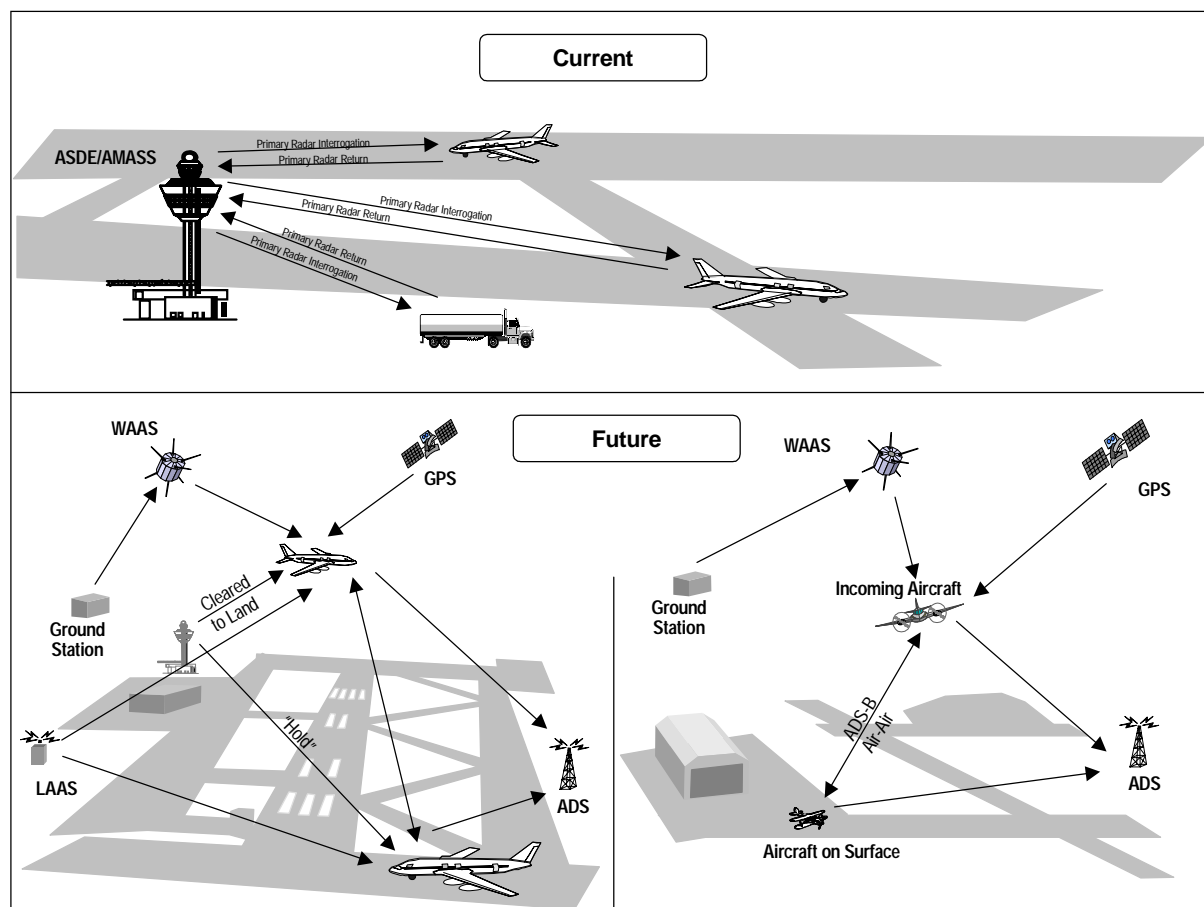 Current
ASDE/AMASS
Primary Radar Interrogation
Primary Radar Return
Primary Radar Interrogation
Primary Radar Return
Primary Radar Return
Primary Radar Interrogation
Future
WAAS
GPS
Cleared
to Land
Ground
Station
"Hold"
LAAS
ADS
WAAS
GPS
Incoming Aircraft
Ground
Station
ADS-B
Air-Air
ADS
Aircraft on Surface